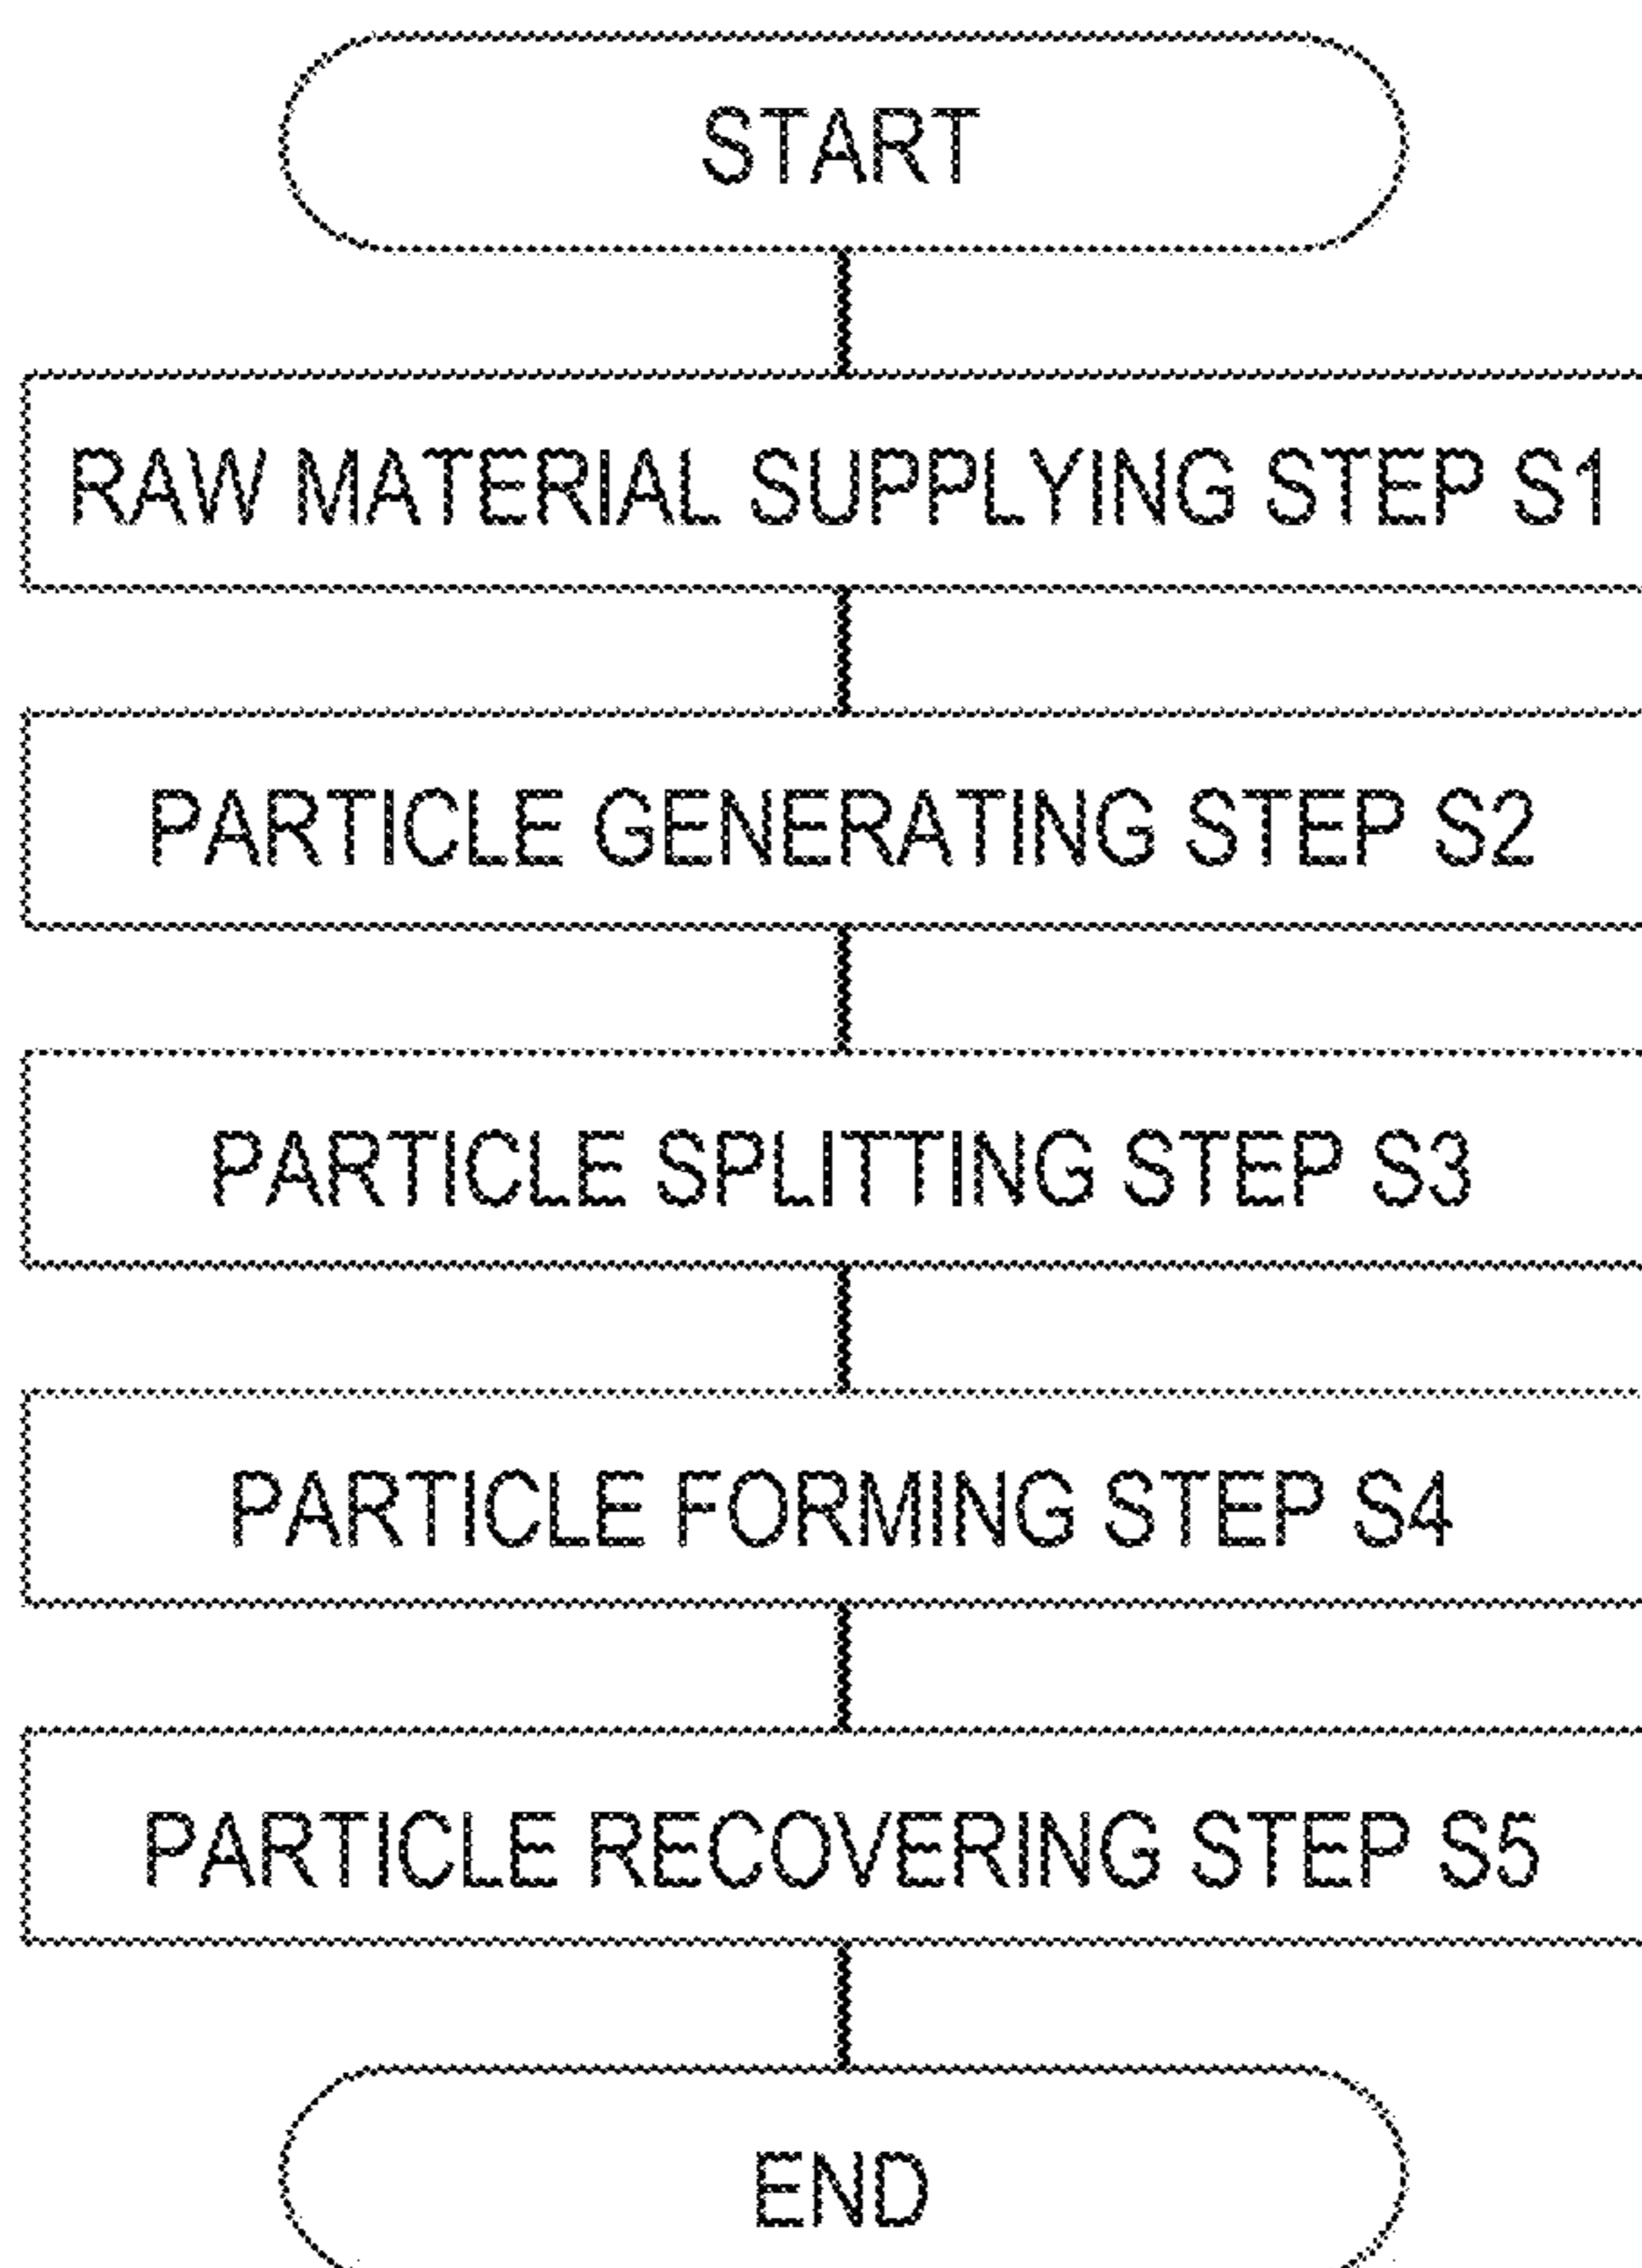 START
RAW MATERIAL SUPPLYING STEP S1
PARTICLE GENERATING STEP S2
PARTICLE SPLITTING STEP S3
PARTICLE FORMING STEP S4
PARTICLE RECOVERING STEP S5
END